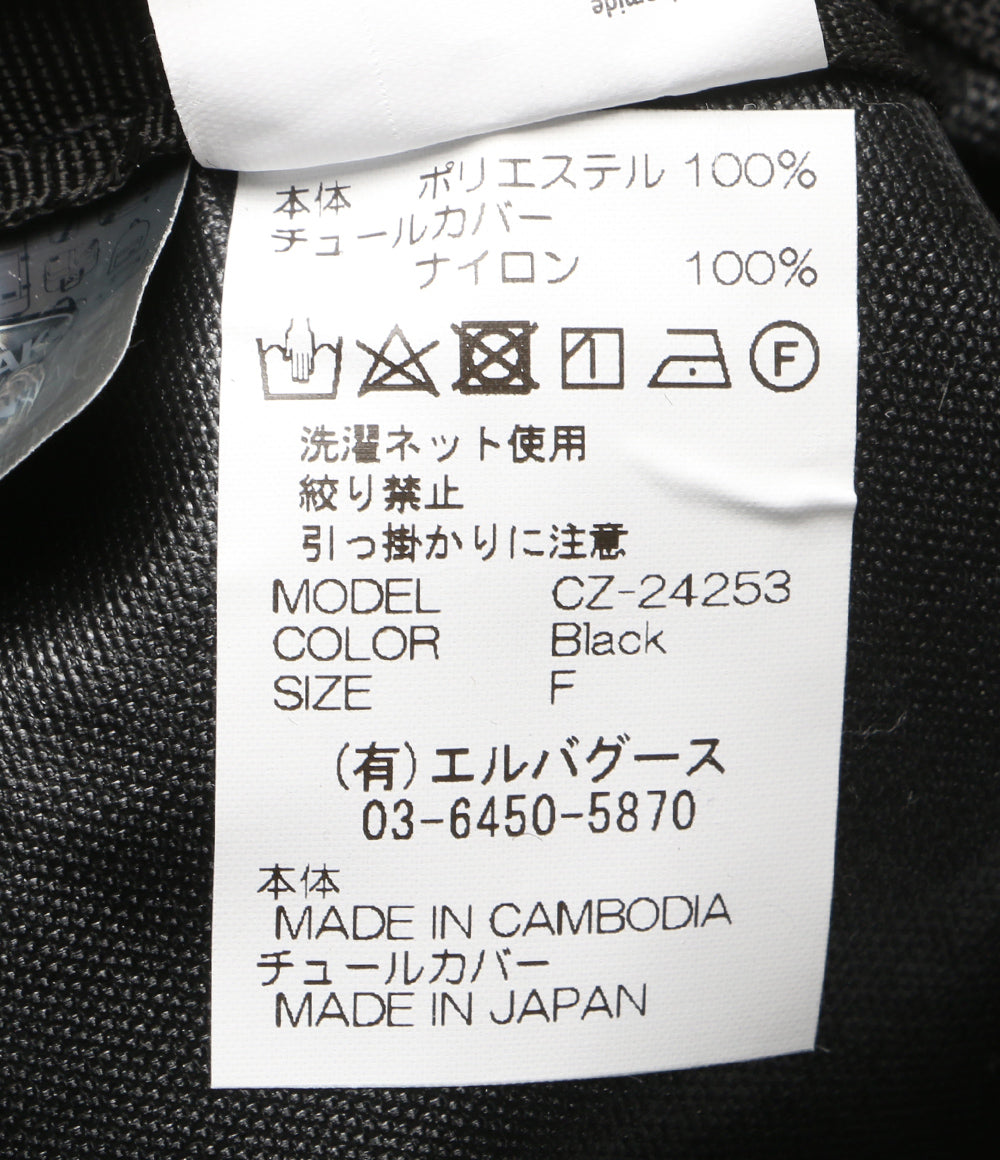 本体 ポリエステル 100%
チュールカバー
ナイロン 100%
F
洗濯ネット使用
絞り禁止
引っ掛かりに注意
MODEL CZ-24253
COLOR Black
SIZE F
(有)エルバグース
03-6450-5870
本体
MADE IN CAMBODIA
チュールカバー
MADE IN JAPAN